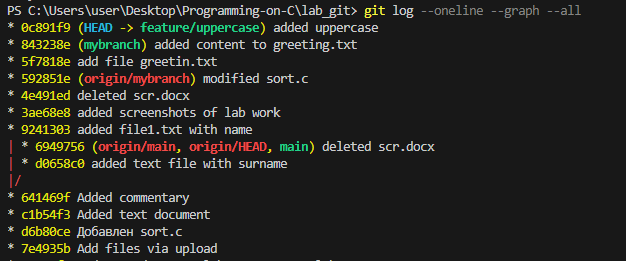 PS C:\Users\user\Desktop\Programming-on-C\lab_git> git log --oneline --graph --all
* 0c891f9 (HEAD -> feature/uppercase) added uppercase
* 843238e (mybranch) added content to greeting.txt
* 5f7818e add file greetin.txt
* 592851e (origin/mybranch) modified sort.c
* 4e491ed deleted scr.docx
* 3ae68e8 added screenshots of lab work
* 9241303 added file1.txt with name
| * 6949756 (origin/main, origin/HEAD, main) deleted scr.docx
| * d0658c0 added text file with surname
|/
* 641469f Added commentary
* c1b54f3 Added text document
* d6b80ce Добавлен sort.c
* 7e4935b Add files via upload